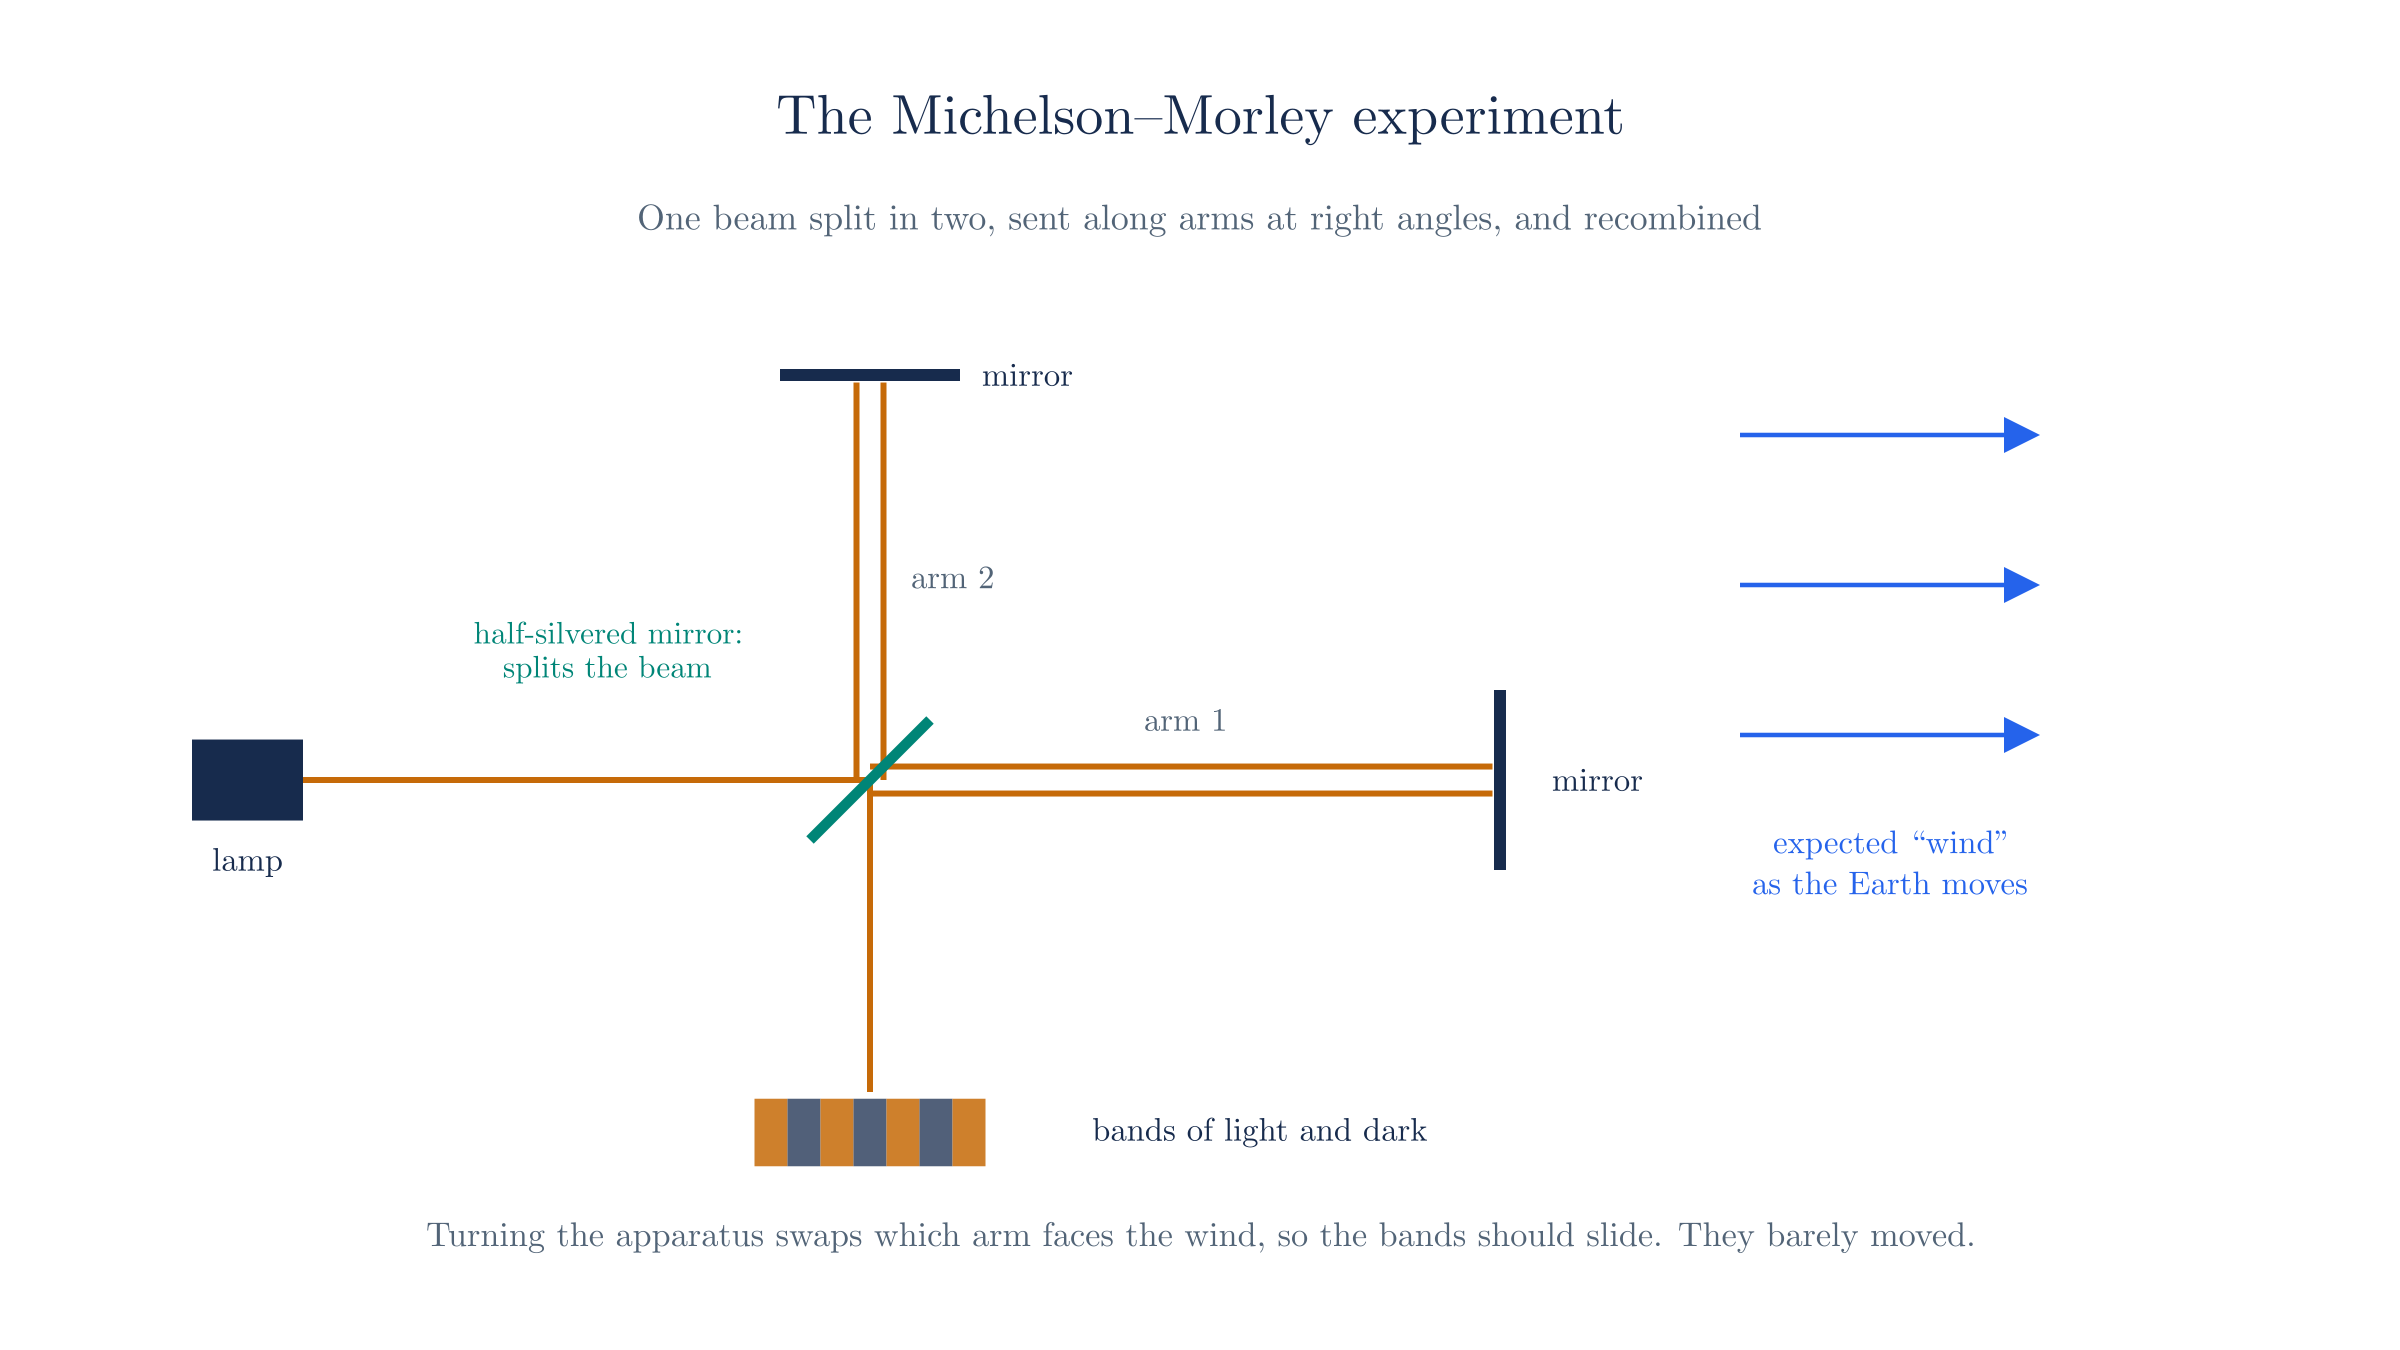 The Michelson–Morley experiment
One beam split in two, sent along arms at right angles, and recombined
mirror
arm 2
half-silvered mirror:
splits the beam
arm 1
mirror
lamp
expected “wind”
as the Earth moves
bands of light and dark
Turning the apparatus swaps which arm faces the wind, so the bands should slide. They barely moved.